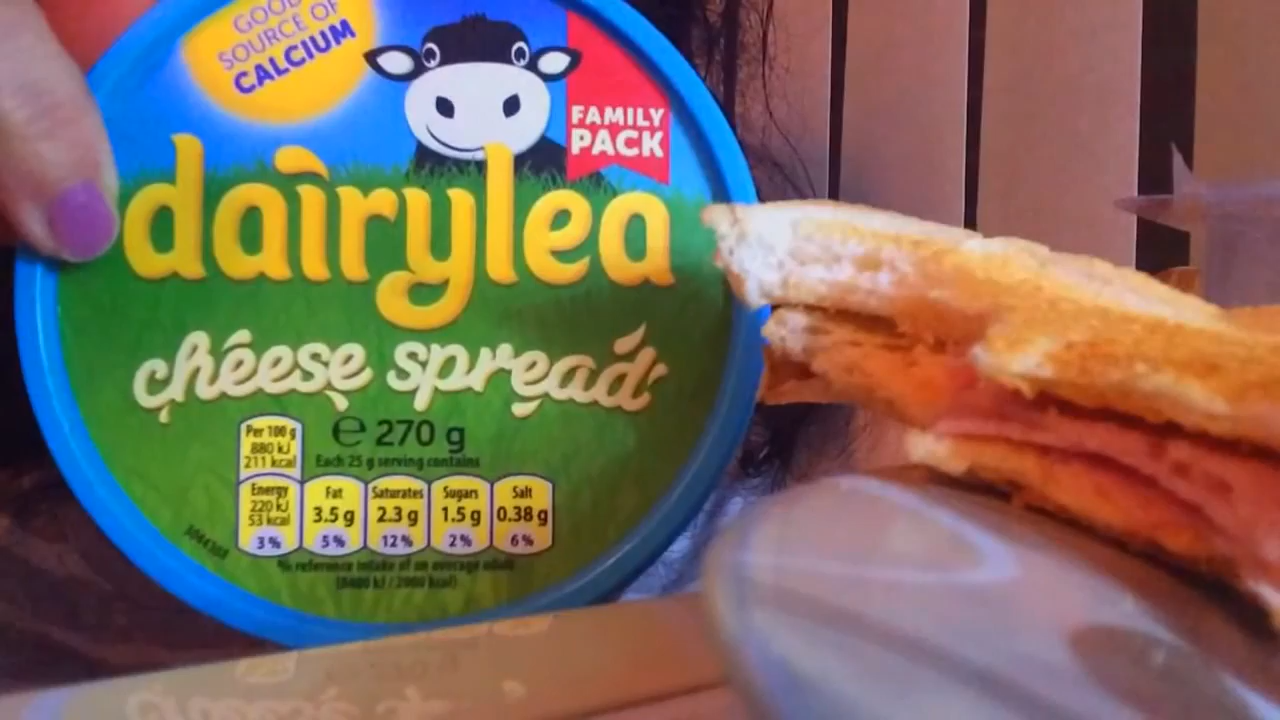 GOOD
SOURCE OF
CALCIUM
FAMILY
PACK
dairylea
cheese spread
Per 100 g
880 kJ
211 kcal
e 270 g
Each 25 g serving contains
Energy
220 kJ
53 kcal
3%
Fat
3.5 g
5%
Saturates
2.3 g
12%
Sugars
1.5 g
2%
Salt
0.38 g
6%
% reference intake of an average adult
(8400 kJ / 2000 kcal)